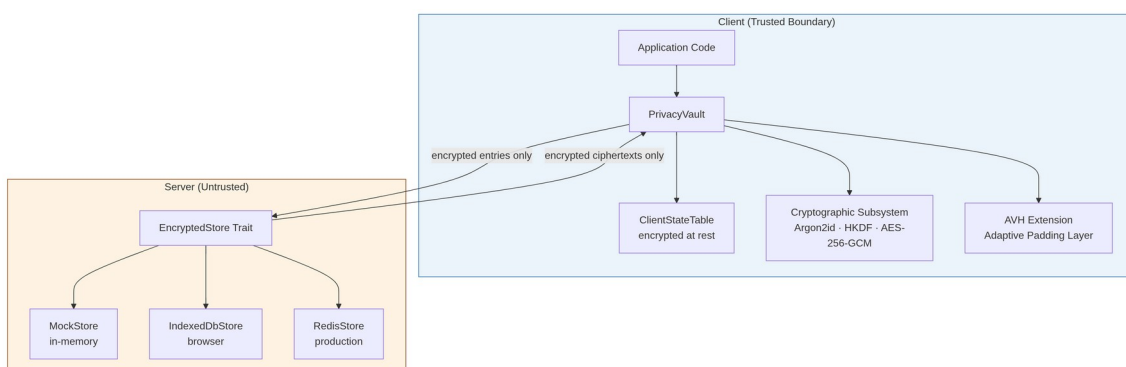 Client (Trusted Boundary)
Application Code
PrivacyVault
encrypted entries only
encrypted ciphertexts only
Server (Untrusted)
EncryptedStore Trait
ClientStateTable
encrypted at rest
Cryptographic Subsystem
Argon2id · HKDF · AES-
256-GCM
AVH Extension
Adaptive Padding Layer
MockStore
in-memory
IndexedDbStore
browser
RedisStore
production